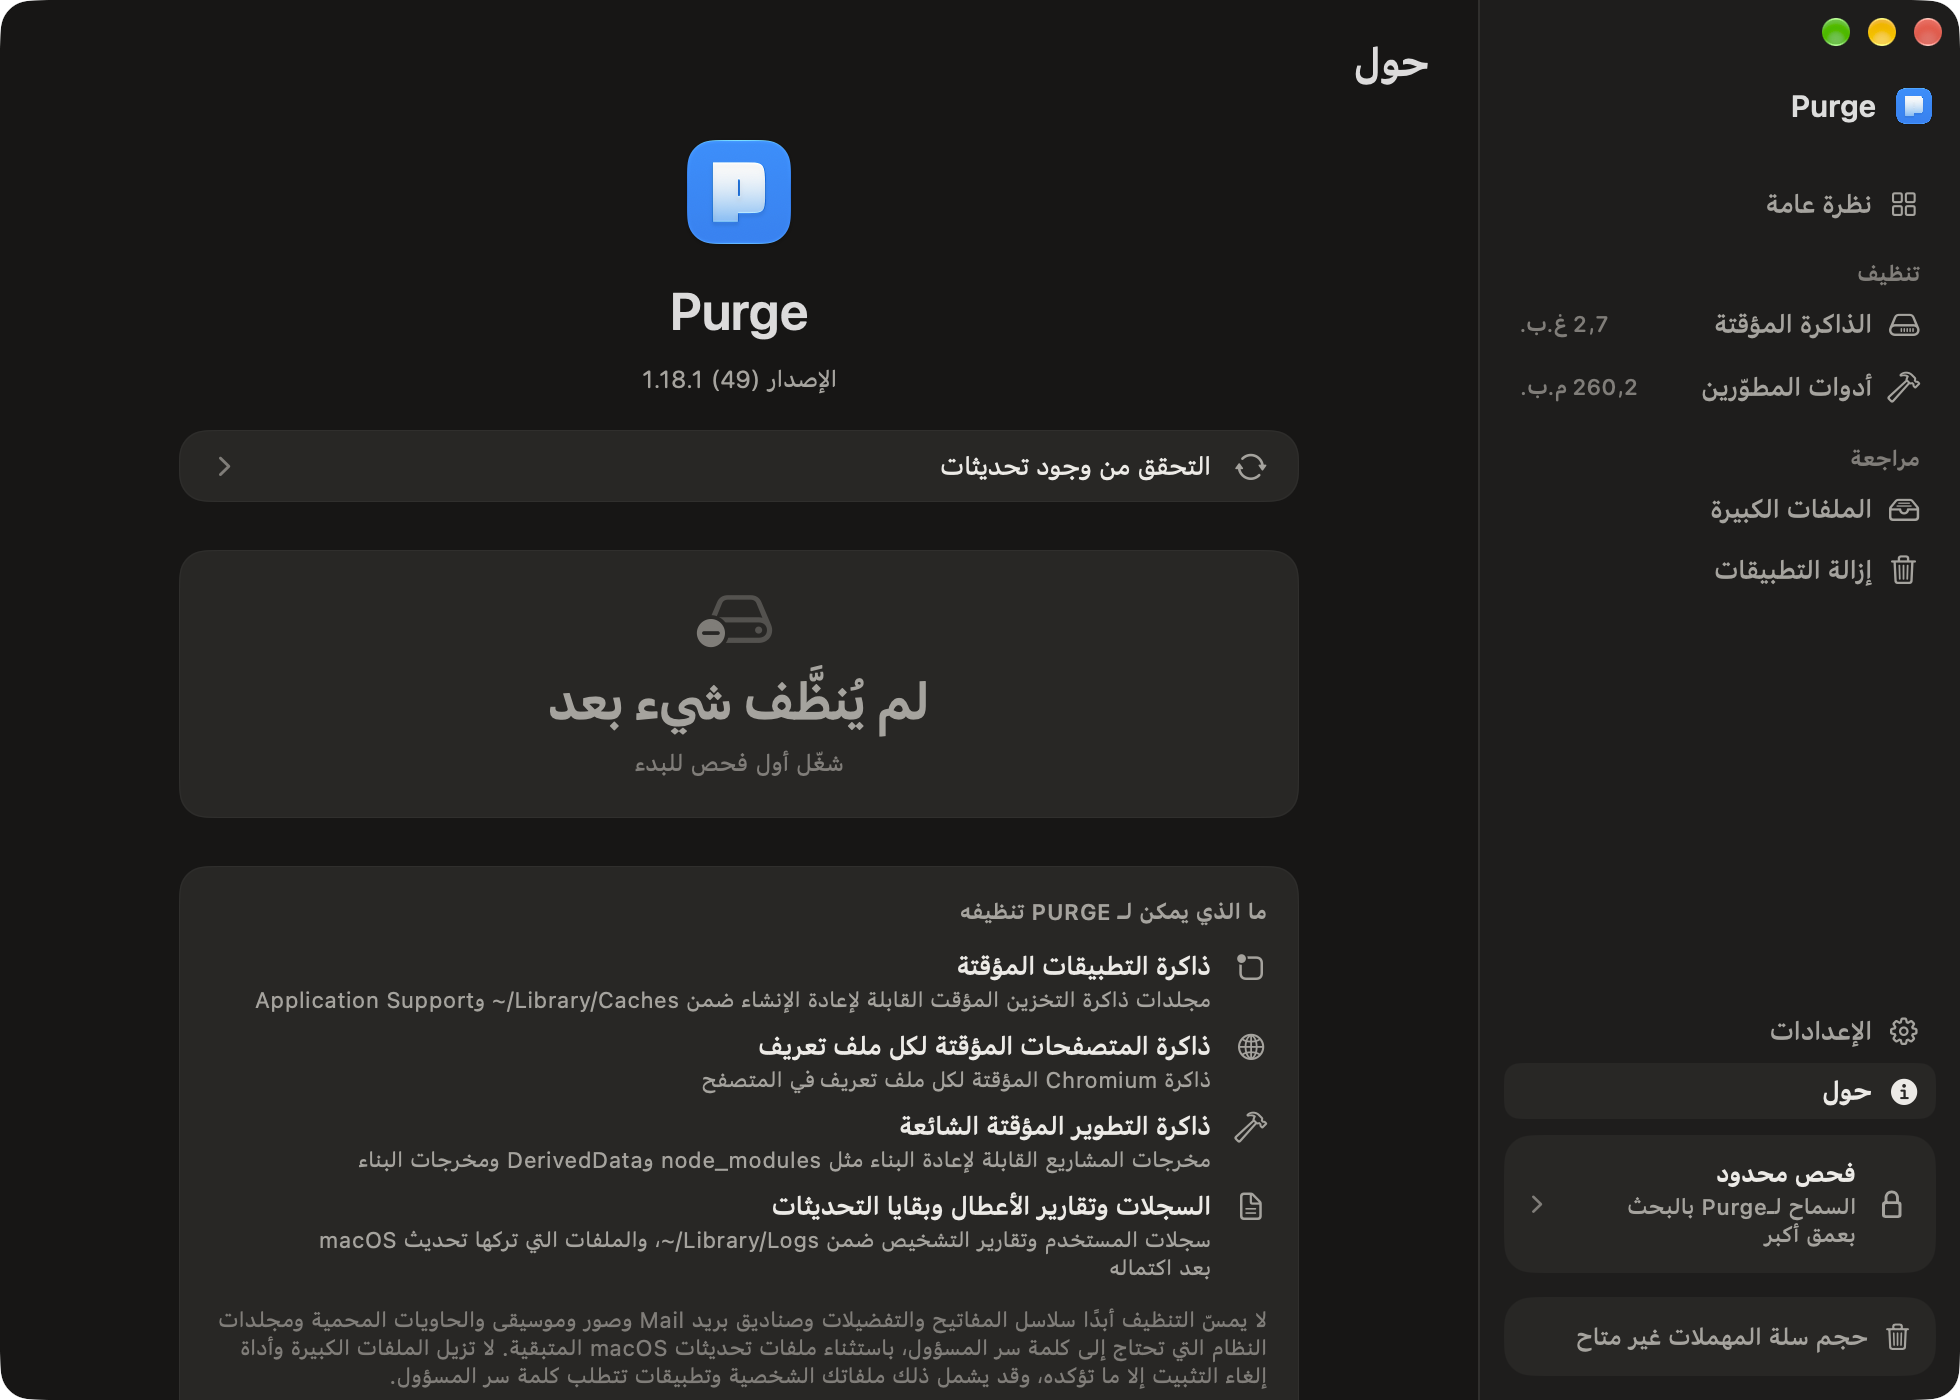 Purge
نظرة عامة
تنظيف
الذاكرة المؤقتة 2,7 غ.ب.
أدوات المطوّرين 260,2 م.ب.
مراجعة
الملفات الكبيرة
إزالة التطبيقات
الإعدادات
حول
فحص محدود
السماح لـPurge بالبحث
بعمق أكبر
حجم سلة المهملات غير متاح
حول
Purge
الإصدار 1.18.1 (49)
التحقق من وجود تحديثات
لم يُنظَّف شيء بعد
شغّل أول فحص للبدء
ما الذي يمكن لـ PURGE تنظيفه
ذاكرة التطبيقات المؤقتة
مجلدات ذاكرة التخزين المؤقت القابلة لإعادة الإنشاء ضمن ~/Library/Caches وApplication Support
ذاكرة المتصفحات المؤقتة لكل ملف تعريف
ذاكرة Chromium المؤقتة لكل ملف تعريف في المتصفح
ذاكرة التطوير المؤقتة الشائعة
مخرجات المشاريع القابلة لإعادة البناء مثل node_modules وDerivedData ومخرجات البناء
السجلات وتقارير الأعطال وبقايا التحديثات
سجلات المستخدم وتقارير التشخيص ضمن ~/Library/Logs، والملفات التي تركها تحديث macOS
بعد اكتماله
لا يمسّ التنظيف أبدًا سلاسل المفاتيح والتفضيلات وصناديق بريد Mail وصور وموسيقى والحاويات المحمية ومجلدات
النظام التي تحتاج إلى كلمة سر المسؤول، باستثناء ملفات تحديثات macOS المتبقية. لا تزيل الملفات الكبيرة وأداة
إلغاء التثبيت إلا ما تؤكده، وقد يشمل ذلك ملفاتك الشخصية وتطبيقات تتطلب كلمة سر المسؤول.